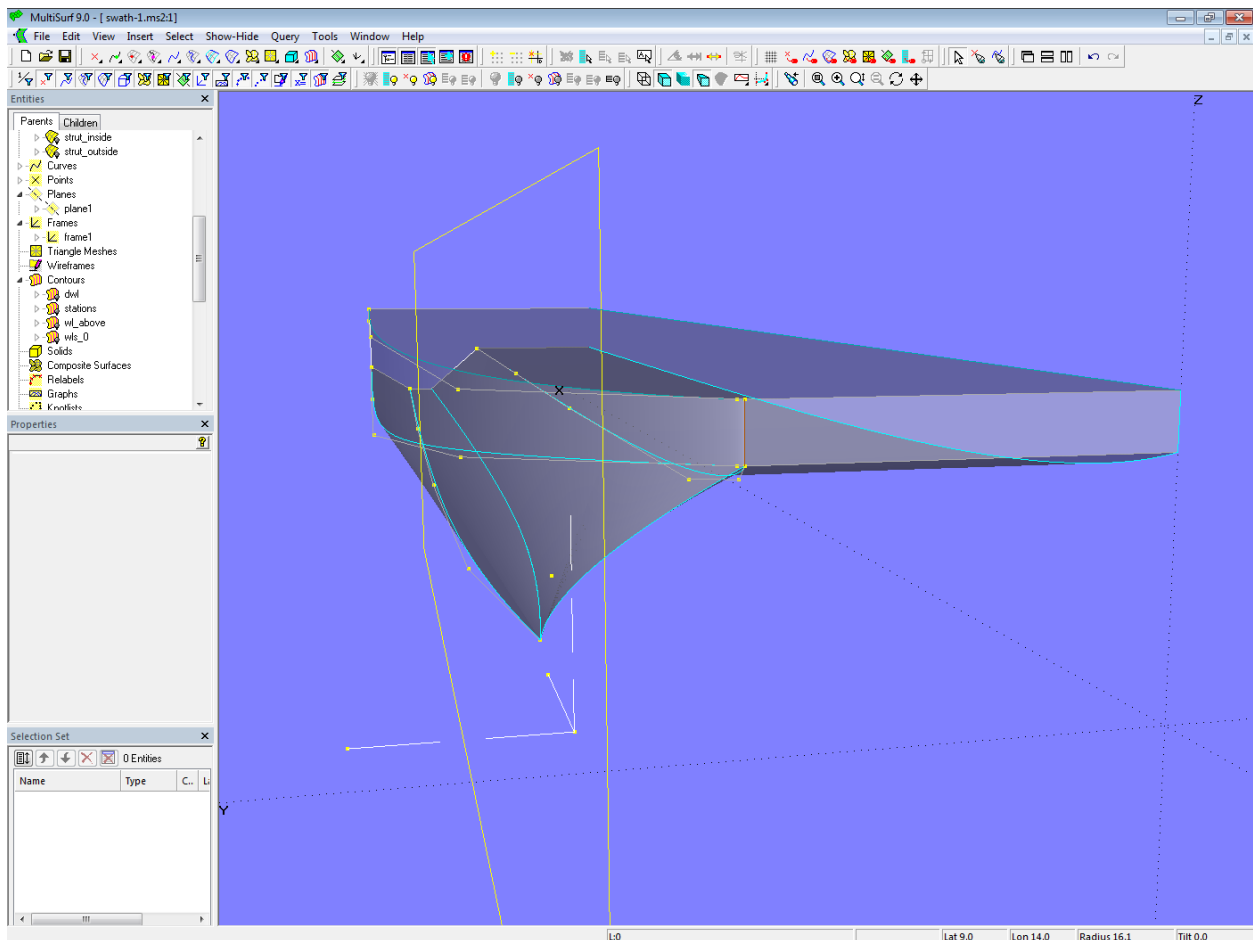 MultiSurf 9.0 - [ swath-1.ms2:1]
File Edit View Insert Select Show-Hide Query Tools Window Help
Entities
Parents Children
strut_inside
strut_outside
Curves
Points
Planes
plane1
Frames
frame1
Triangle Meshes
Wireframes
Contours
dwl
stations
wl_above
wls_0
Solids
Composite Surfaces
Relabels
Graphs
Knotlists
Properties
Selection Set
0 Entities
Name Type C..
Z
X
Y
L:0 Lat 9.0 Lon 14.0 Radius 16.1 Tilt 0.0